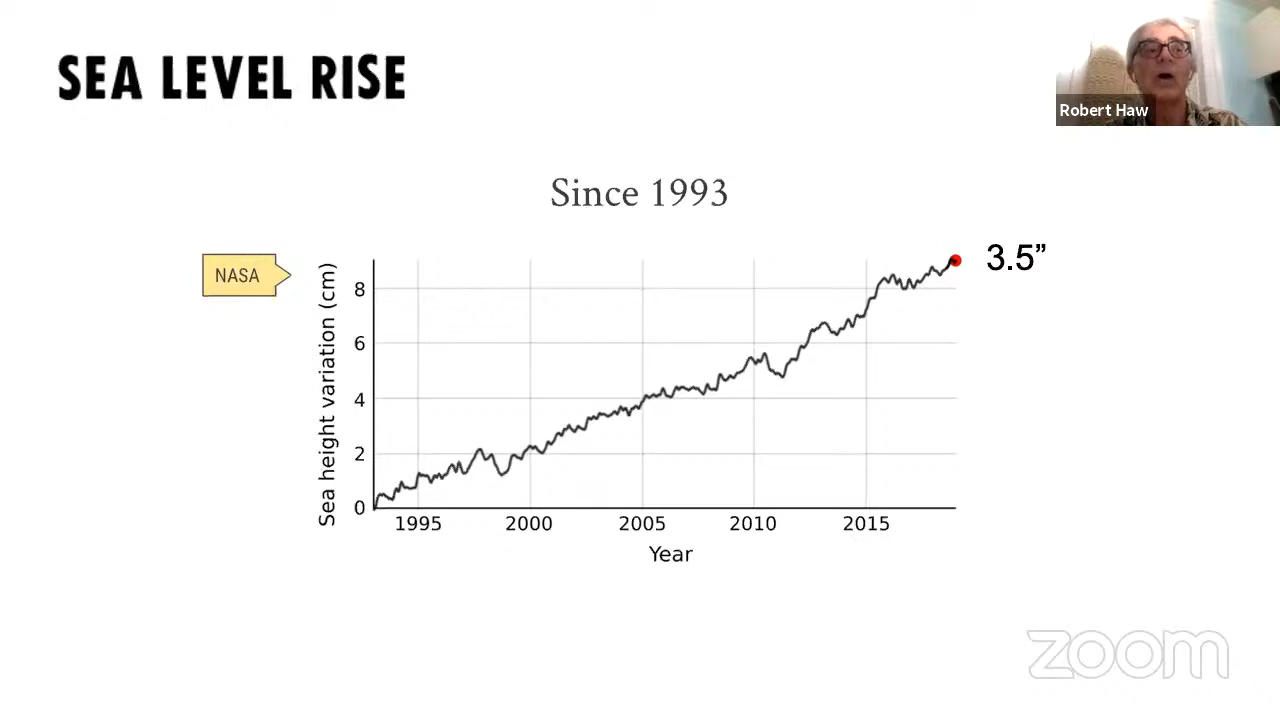 SEA LEVEL RISE
Robert Haw
Since 1993
NASA
3.5”
Sea height variation (cm)
8
6
4
2
0
1995 2000 2005 2010 2015
Year
zoom